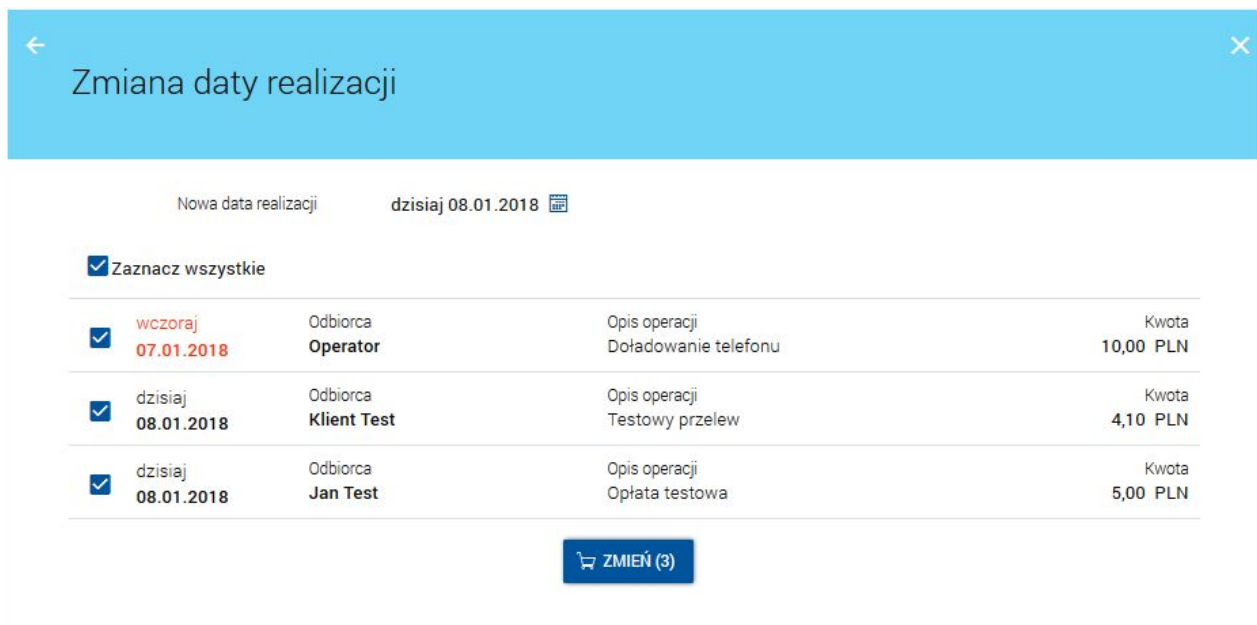 Zmiana daty realizacji
Nowa data realizacji dzisiaj 08.01.2018
Zaznacz wszystkie
wczoraj Odbiorca Opis operacji Kwota
07.01.2018 Operator Doładowanie telefonu 10,00 PLN
dzisiaj Odbiorca Opis operacji Kwota
08.01.2018 Klient Test Testowy przelew 4,10 PLN
dzisiaj Odbiorca Opis operacji Kwota
08.01.2018 Jan Test Opłata testowa 5,00 PLN
ZMIEŃ (3)